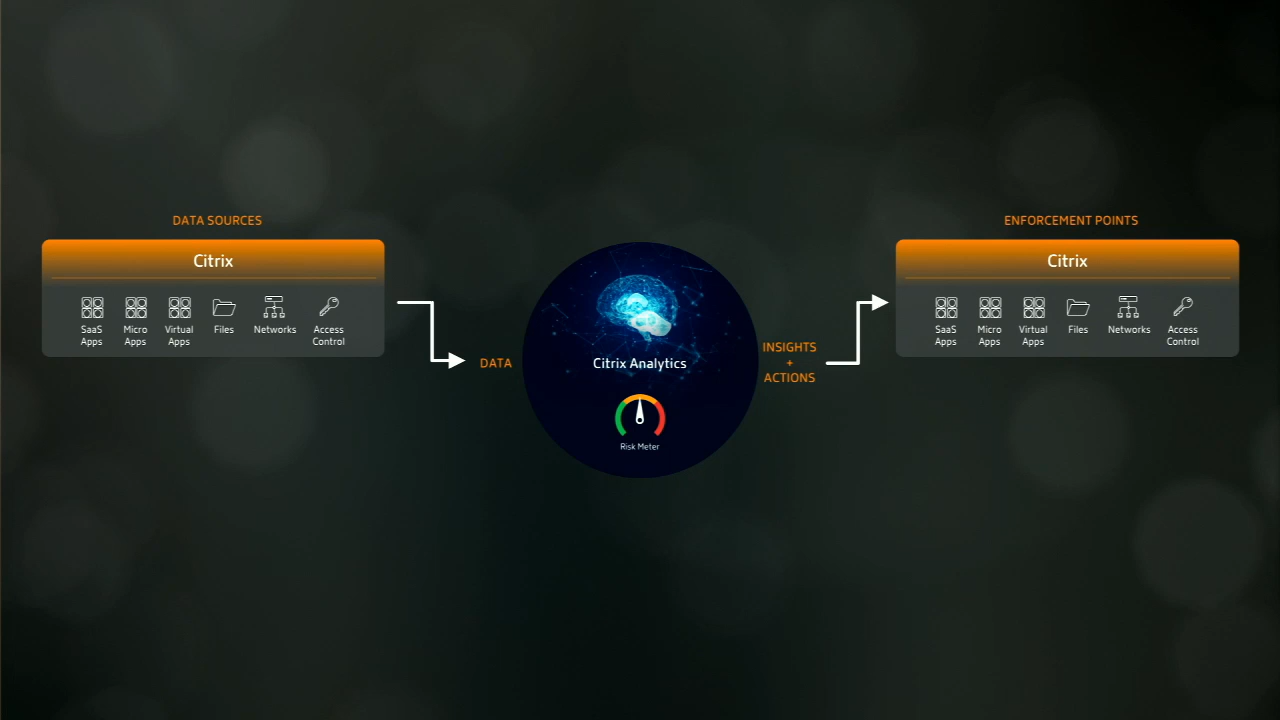 DATA SOURCES
Citrix
SaaS
Apps
Micro
Apps
Virtual
Apps
Files
Networks
Access
Control
DATA
Citrix Analytics
Risk Meter
INSIGHTS
+
ACTIONS
ENFORCEMENT POINTS
Citrix
SaaS
Apps
Micro
Apps
Virtual
Apps
Files
Networks
Access
Control